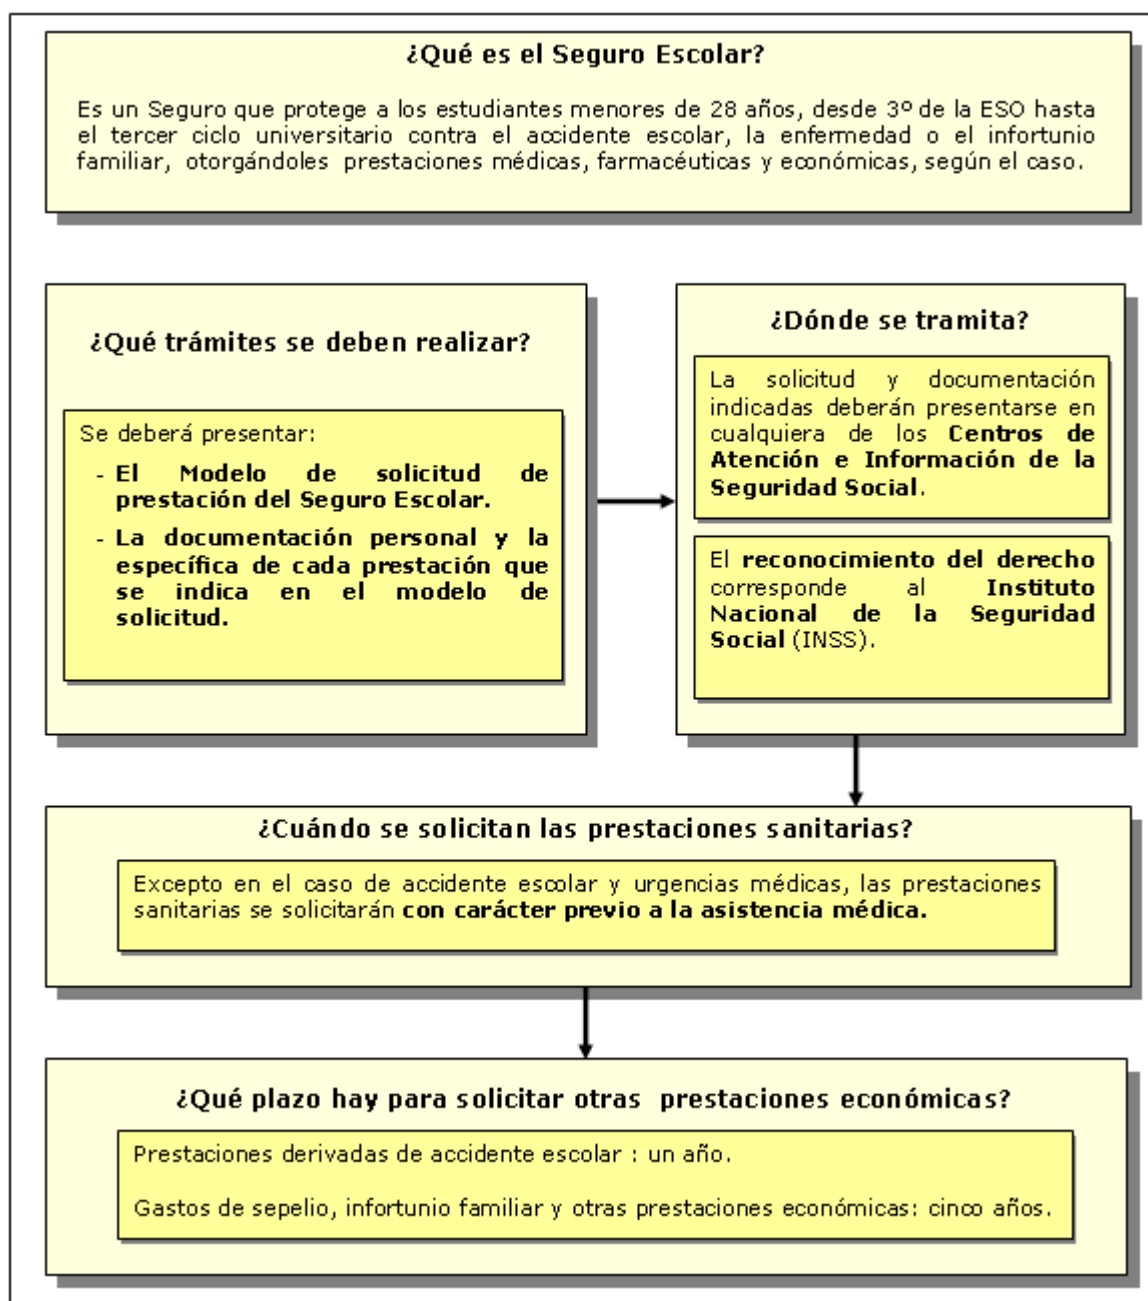 ¿Qué es el Seguro Escolar?
Es un Seguro que protege a los estudiantes menores de 28 años, desde 3º de la ESO hasta
el tercer ciclo universitario contra el accidente escolar, la enfermedad o el infortunio
familiar, otorgándoles prestaciones médicas, farmacéuticas y económicas, según el caso.
¿Qué trámites se deben realizar?
Se deberá presentar:
- El Modelo de solicitud de
prestación del Seguro Escolar.
- La documentación personal y la
específica de cada prestación que
se indica en el modelo de
solicitud.
¿Dónde se tramita?
La solicitud y documentación
indicadas deberán presentarse en
cualquiera de los Centros de
Atención e Información de la
Seguridad Social.
El reconocimiento del derecho
corresponde al Instituto
Nacional de la Seguridad
Social (INSS).
¿Cuándo se solicitan las prestaciones sanitarias?
Excepto en el caso de accidente escolar y urgencias médicas, las prestaciones
sanitarias se solicitarán con carácter previo a la asistencia médica.
¿Qué plazo hay para solicitar otras prestaciones económicas?
Prestaciones derivadas de accidente escolar : un año.
Gastos de sepelio, infortunio familiar y otras prestaciones económicas: cinco años.